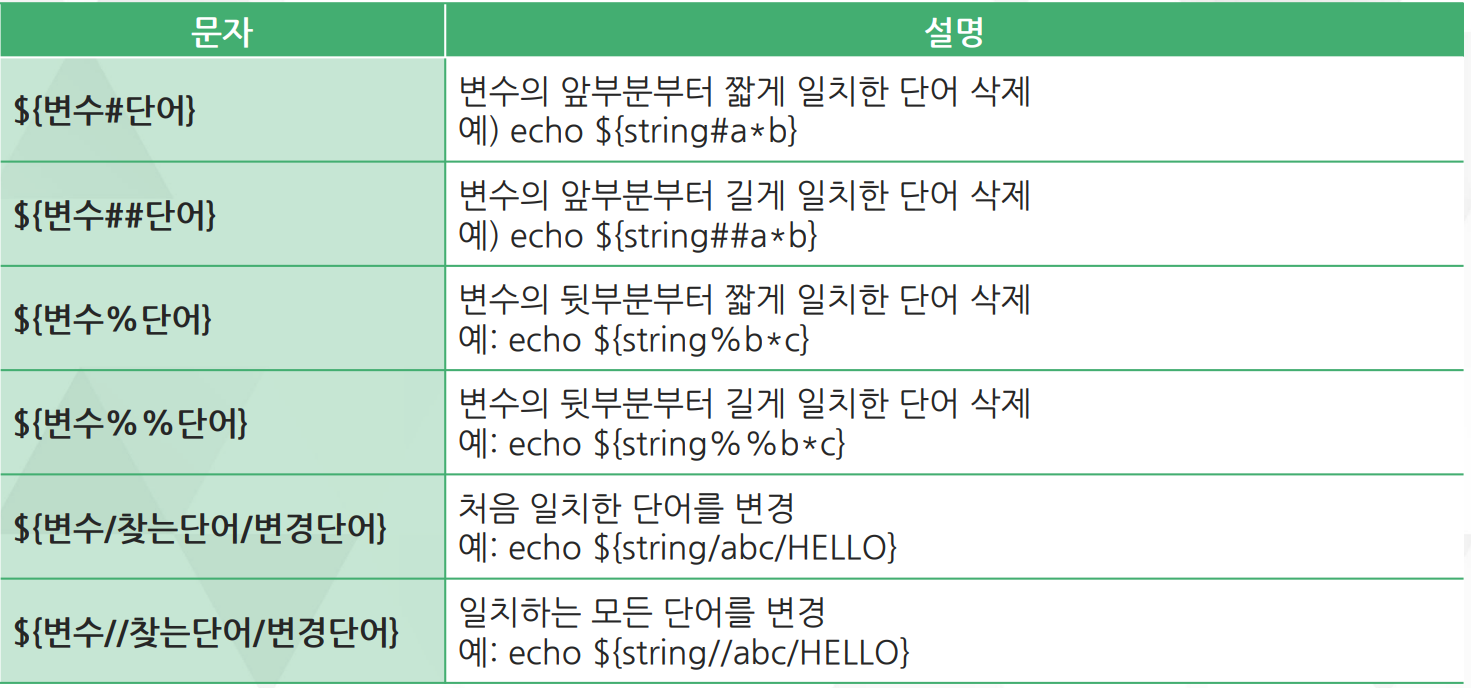 문자
설명
${변수#단어}
변수의 앞부분부터 짧게 일치한 단어 삭제
예) echo ${string#a*b}
${변수##단어}
변수의 앞부분부터 길게 일치한 단어 삭제
예) echo ${string##a*b}
${변수%단어}
변수의 뒷부분부터 짧게 일치한 단어 삭제
예: echo ${string%b*c}
${변수%%단어}
변수의 뒷부분부터 길게 일치한 단어 삭제
예: echo ${string%%b*c}
${변수/찾는단어/변경단어}
처음 일치한 단어를 변경
예: echo ${string/abc/HELLO}
${변수//찾는단어/변경단어}
일치하는 모든 단어를 변경
예: echo ${string//abc/HELLO}